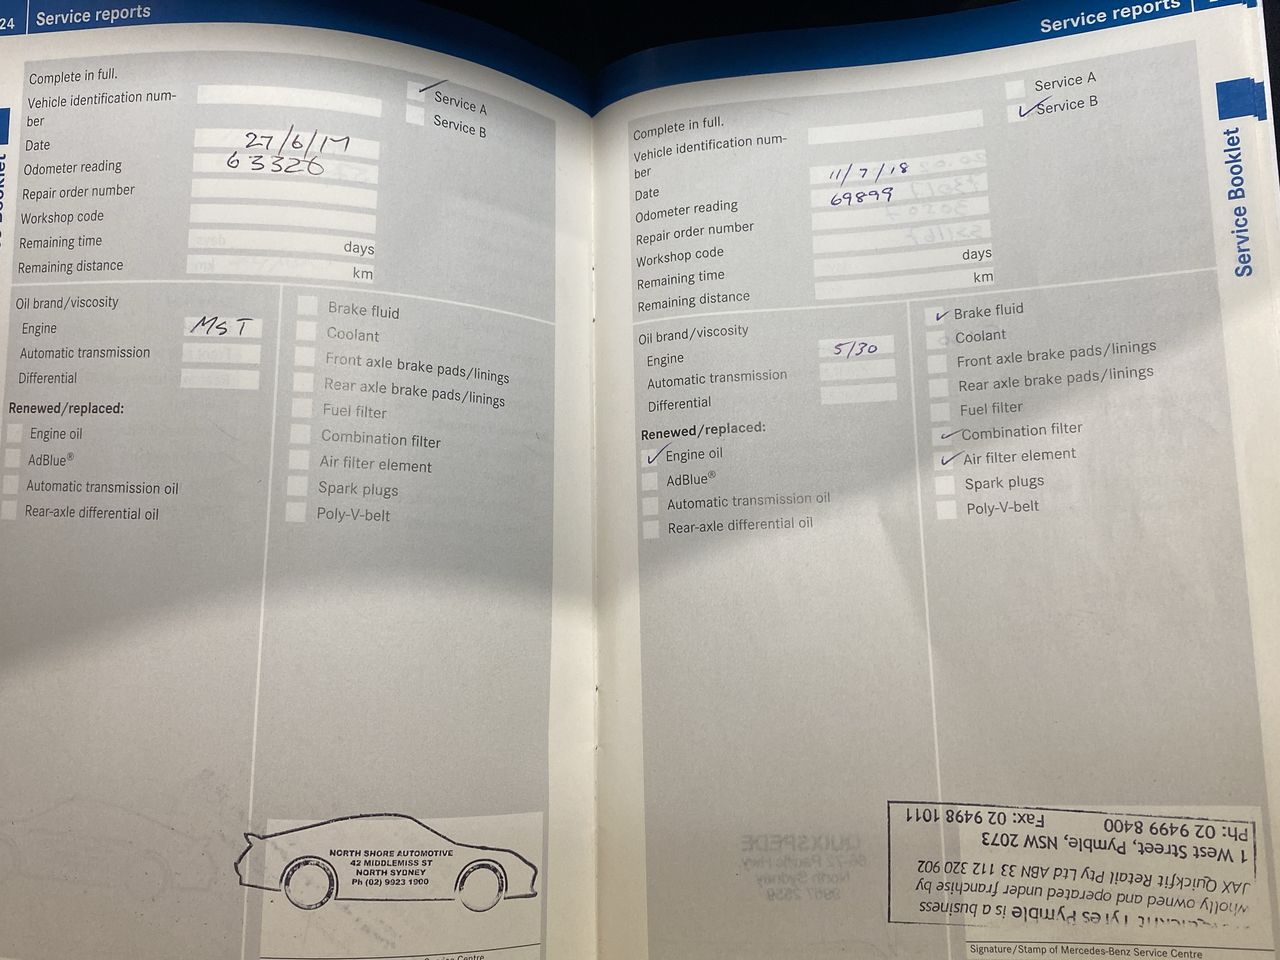 24 Service reports
Complete in full.
Vehicle identification num-
ber
Date 27/6/17
Odometer reading 63326
Repair order number
Workshop code
Remaining time days
Remaining distance km
Service A
Service B
Oil brand/viscosity
Engine MST
Automatic transmission
Differential
Renewed/replaced:
Engine oil
AdBlue®
Automatic transmission oil
Rear-axle differential oil
Brake fluid
Coolant
Front axle brake pads/linings
Rear axle brake pads/linings
Fuel filter
Combination filter
Air filter element
Spark plugs
Poly-V-belt
NORTH SHORE AUTOMOTIVE
42 MIDDLEMISS ST
NORTH SYDNEY
Ph (02) 9923 1900
Service reports
Complete in full.
Vehicle identification num-
ber
Date 11/7/18
Odometer reading 69899
Repair order number
Workshop code
Remaining time days
Remaining distance km
Service A
Service B
Oil brand/viscosity
Engine 5/30
Automatic transmission
Differential
Renewed/replaced:
Engine oil
AdBlue®
Automatic transmission oil
Rear-axle differential oil
Brake fluid
Coolant
Front axle brake pads/linings
Rear axle brake pads/linings
Fuel filter
Combination filter
Air filter element
Spark plugs
Poly-V-belt
Service Booklet
Tyres Pymble is a business
wholly owned and operated under franchise by
JAX Quickfit Retail Pty Ltd ABN 33 112 320 902
1 West Street, Pymble, NSW 2073
Ph: 02 9499 8400 Fax: 02 9498 1011
Signature/Stamp of Mercedes-Benz Service Centre